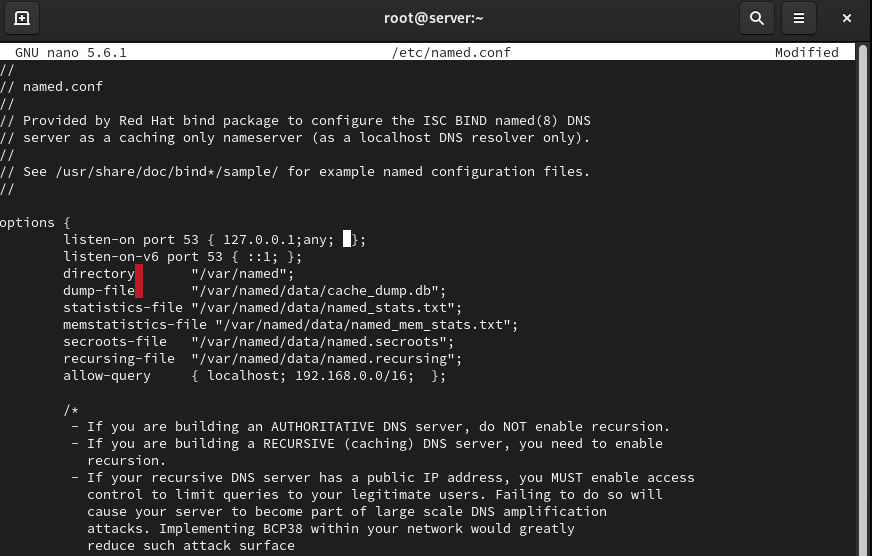 root@server:~
GNU nano 5.6.1 /etc/named.conf Modified
//
// named.conf
//
// Provided by Red Hat bind package to configure the ISC BIND named(8) DNS
// server as a caching only nameserver (as a localhost DNS resolver only).
//
// See /usr/share/doc/bind*/sample/ for example named configuration files.
//
options {
listen-on port 53 { 127.0.0.1;any; };
listen-on-v6 port 53 { ::1; };
directory "/var/named";
dump-file "/var/named/data/cache_dump.db";
statistics-file "/var/named/data/named_stats.txt";
memstatistics-file "/var/named/data/named_mem_stats.txt";
secroots-file "/var/named/data/named.secroots";
recursing-file "/var/named/data/named.recursing";
allow-query { localhost; 192.168.0.0/16; };
/*
- If you are building an AUTHORITATIVE DNS server, do NOT enable recursion.
- If you are building a RECURSIVE (caching) DNS server, you need to enable
recursion.
- If your recursive DNS server has a public IP address, you MUST enable access
control to limit queries to your legitimate users. Failing to do so will
cause your server to become part of large scale DNS amplification
attacks. Implementing BCP38 within your network would greatly
reduce such attack surface